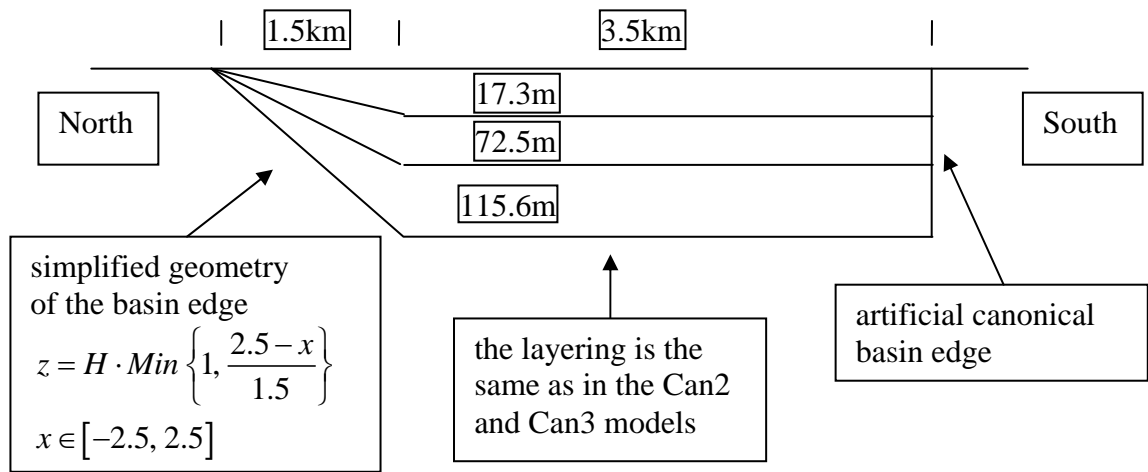 1.5km
3.5km
17.3m
North
South
72.5m
115.6m
simplified geometry
of the basin edge
z = H · Min {1, (2.5 − x)/1.5}
x ∈ [−2.5, 2.5]
the layering is the
same as in the Can2
and Can3 models
artificial canonical
basin edge